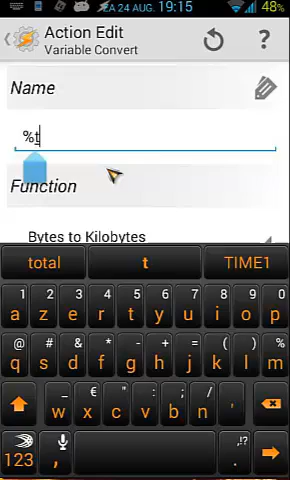 ΣΑ 24 AUG. 19:15 48%
Action Edit
Variable Convert
?
Name
%t
Function
Bytes to Kilobytes
total t TIME1
1 2 3 4 5 6 7 8 9 0
a z e r t y u i o p
@ # & * - + = ( ) %
q s d f g h j k l m
€ " : ; / 
w x c v b n '
123 , . ,!?